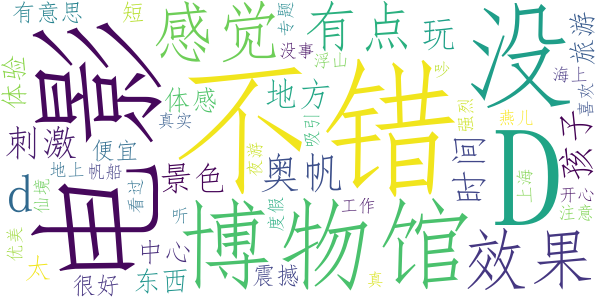 有意思
短
感觉
专题
有点
玩
没
旅游
海上
喜欢上
电影
体验
没事
浮山
不错
体感
地方
吵
强烈
燕儿
孩子
刺激
真实
便宜
吸引
时间
D
上海
地上
帆船
景色
夜游
奥帆
d
仙境
看过
听
度假
博物馆
工作
开心
注意
优美
太
中心
东西
很好
震撼
真
效果